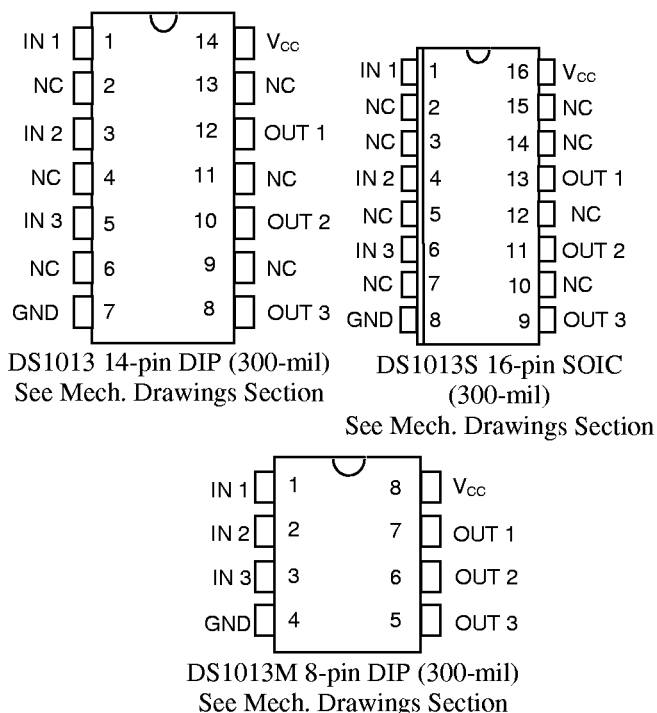 IN 1 1 14 VCC
NC 2 13 NC
IN 2 3 12 OUT 1
NC 4 11 NC
IN 3 5 10 OUT 2
NC 6 9 NC
GND 7 8 OUT 3
DS1013 14-pin DIP (300-mil)
See Mech. Drawings Section
IN 1 1 16 VCC
NC 2 15 NC
NC 3 14 NC
IN 2 4 13 OUT 1
NC 5 12 NC
IN 3 6 11 OUT 2
NC 7 10 NC
GND 8 9 OUT 3
DS1013S 16-pin SOIC
(300-mil)
See Mech. Drawings Section
IN 1 1 8 VCC
IN 2 2 7 OUT 1
IN 3 3 6 OUT 2
GND 4 5 OUT 3
DS1013M 8-pin DIP (300-mil)
See Mech. Drawings Section